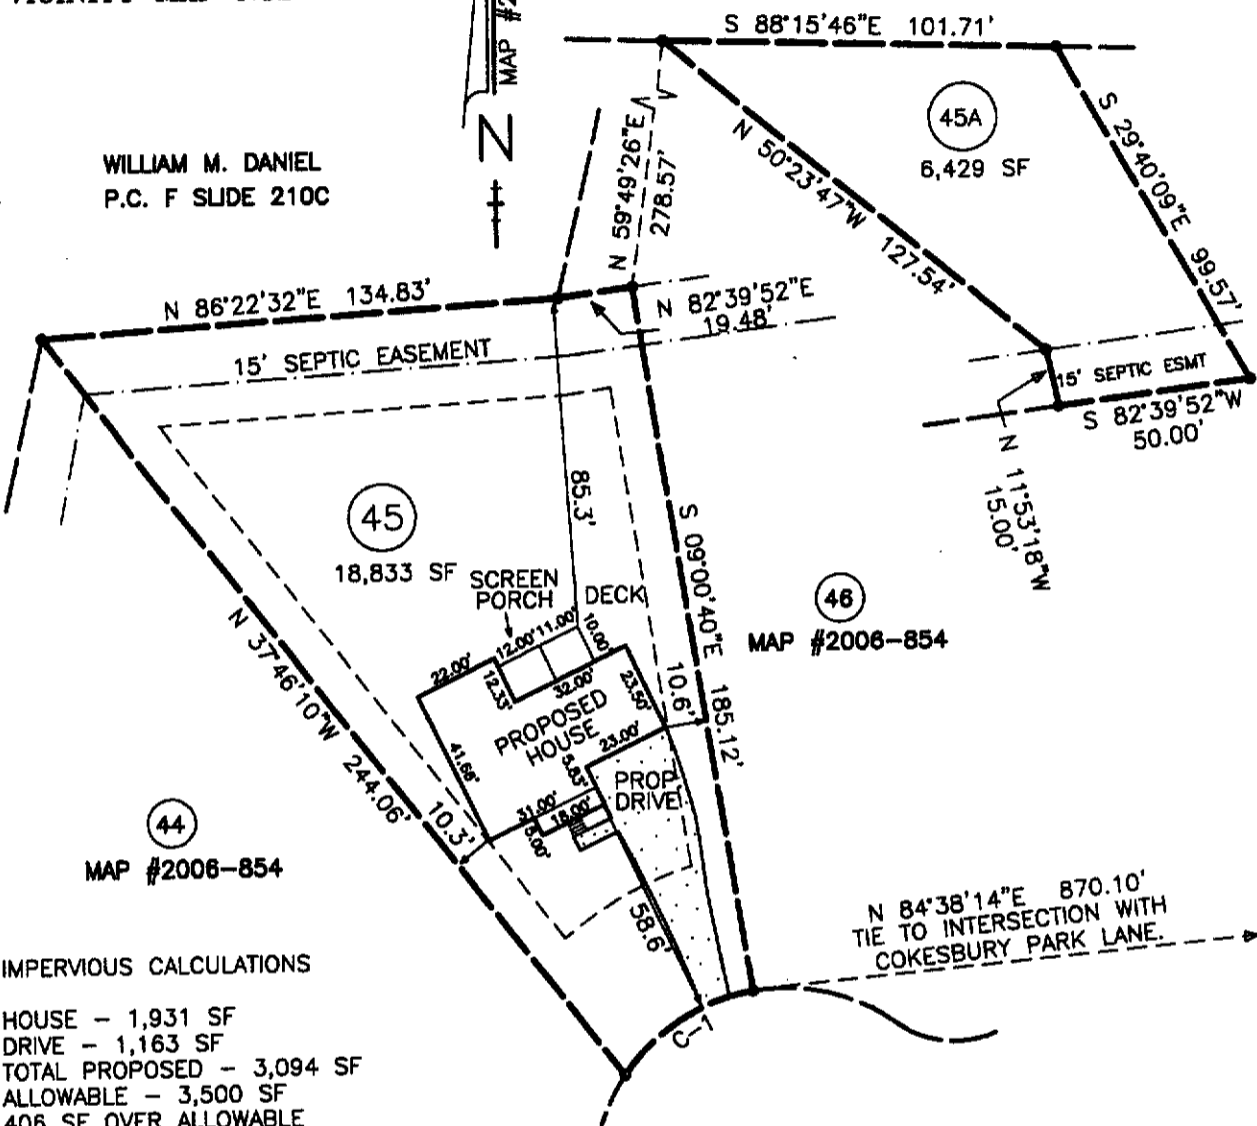 MAP #2
S 88°15'46"E 101.71'
WILLIAM M. DANIEL
P.C. F SLIDE 210C
N
N 59°49'26"E
278.57'
N 50°23'47"W 127.54'
45A
6,429 SF
S 29°40'09"E 99.57'
N 86°22'32"E 134.83'
N 82°39'52"E
19.48'
15' SEPTIC EASEMENT
15' SEPTIC ESMT
S 82°39'52"W
50.00'
N 11°53'18"W
15.00'
85.3'
45
18,833 SF
SCREEN
PORCH
DECK
S 09°00'40"E 185.12'
46
MAP #2006-854
N 37°46'10"W 244.06'
22.00'
12.00'
11.00'
10.00'
12.33'
32.00'
23.50'
10.6'
PROPOSED
HOUSE
41.66'
23.00'
5.83'
PROP
DRIVE
31.00'
18.00'
10.3'
58.6'
44
MAP #2006-854
N 84°38'14"E 870.10'
TIE TO INTERSECTION WITH
COKESBURY PARK LANE.
C-1
IMPERVIOUS CALCULATIONS
HOUSE - 1,931 SF
DRIVE - 1,163 SF
TOTAL PROPOSED - 3,094 SF
ALLOWABLE - 3,500 SF
406 SF OVER ALLOWABLE